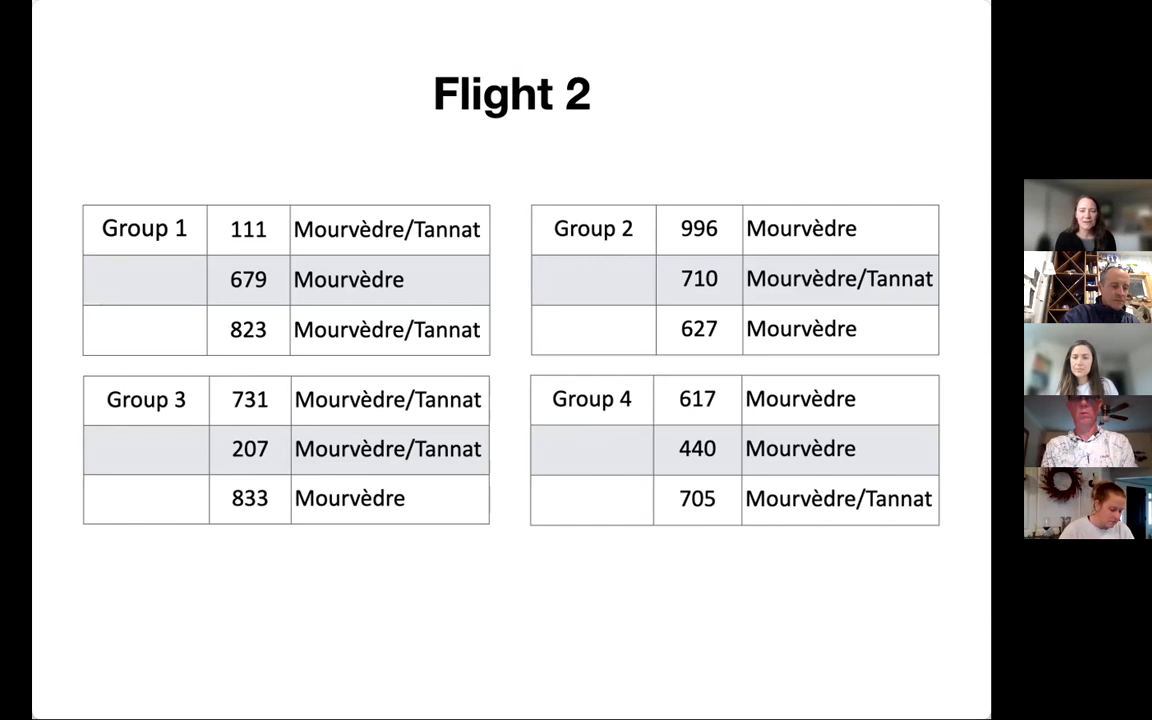 Flight 2
Group 1 111 Mourvèdre/Tannat
679 Mourvèdre
823 Mourvèdre/Tannat
Group 2 996 Mourvèdre
710 Mourvèdre/Tannat
627 Mourvèdre
Group 3 731 Mourvèdre/Tannat
207 Mourvèdre/Tannat
833 Mourvèdre
Group 4 617 Mourvèdre
440 Mourvèdre
705 Mourvèdre/Tannat